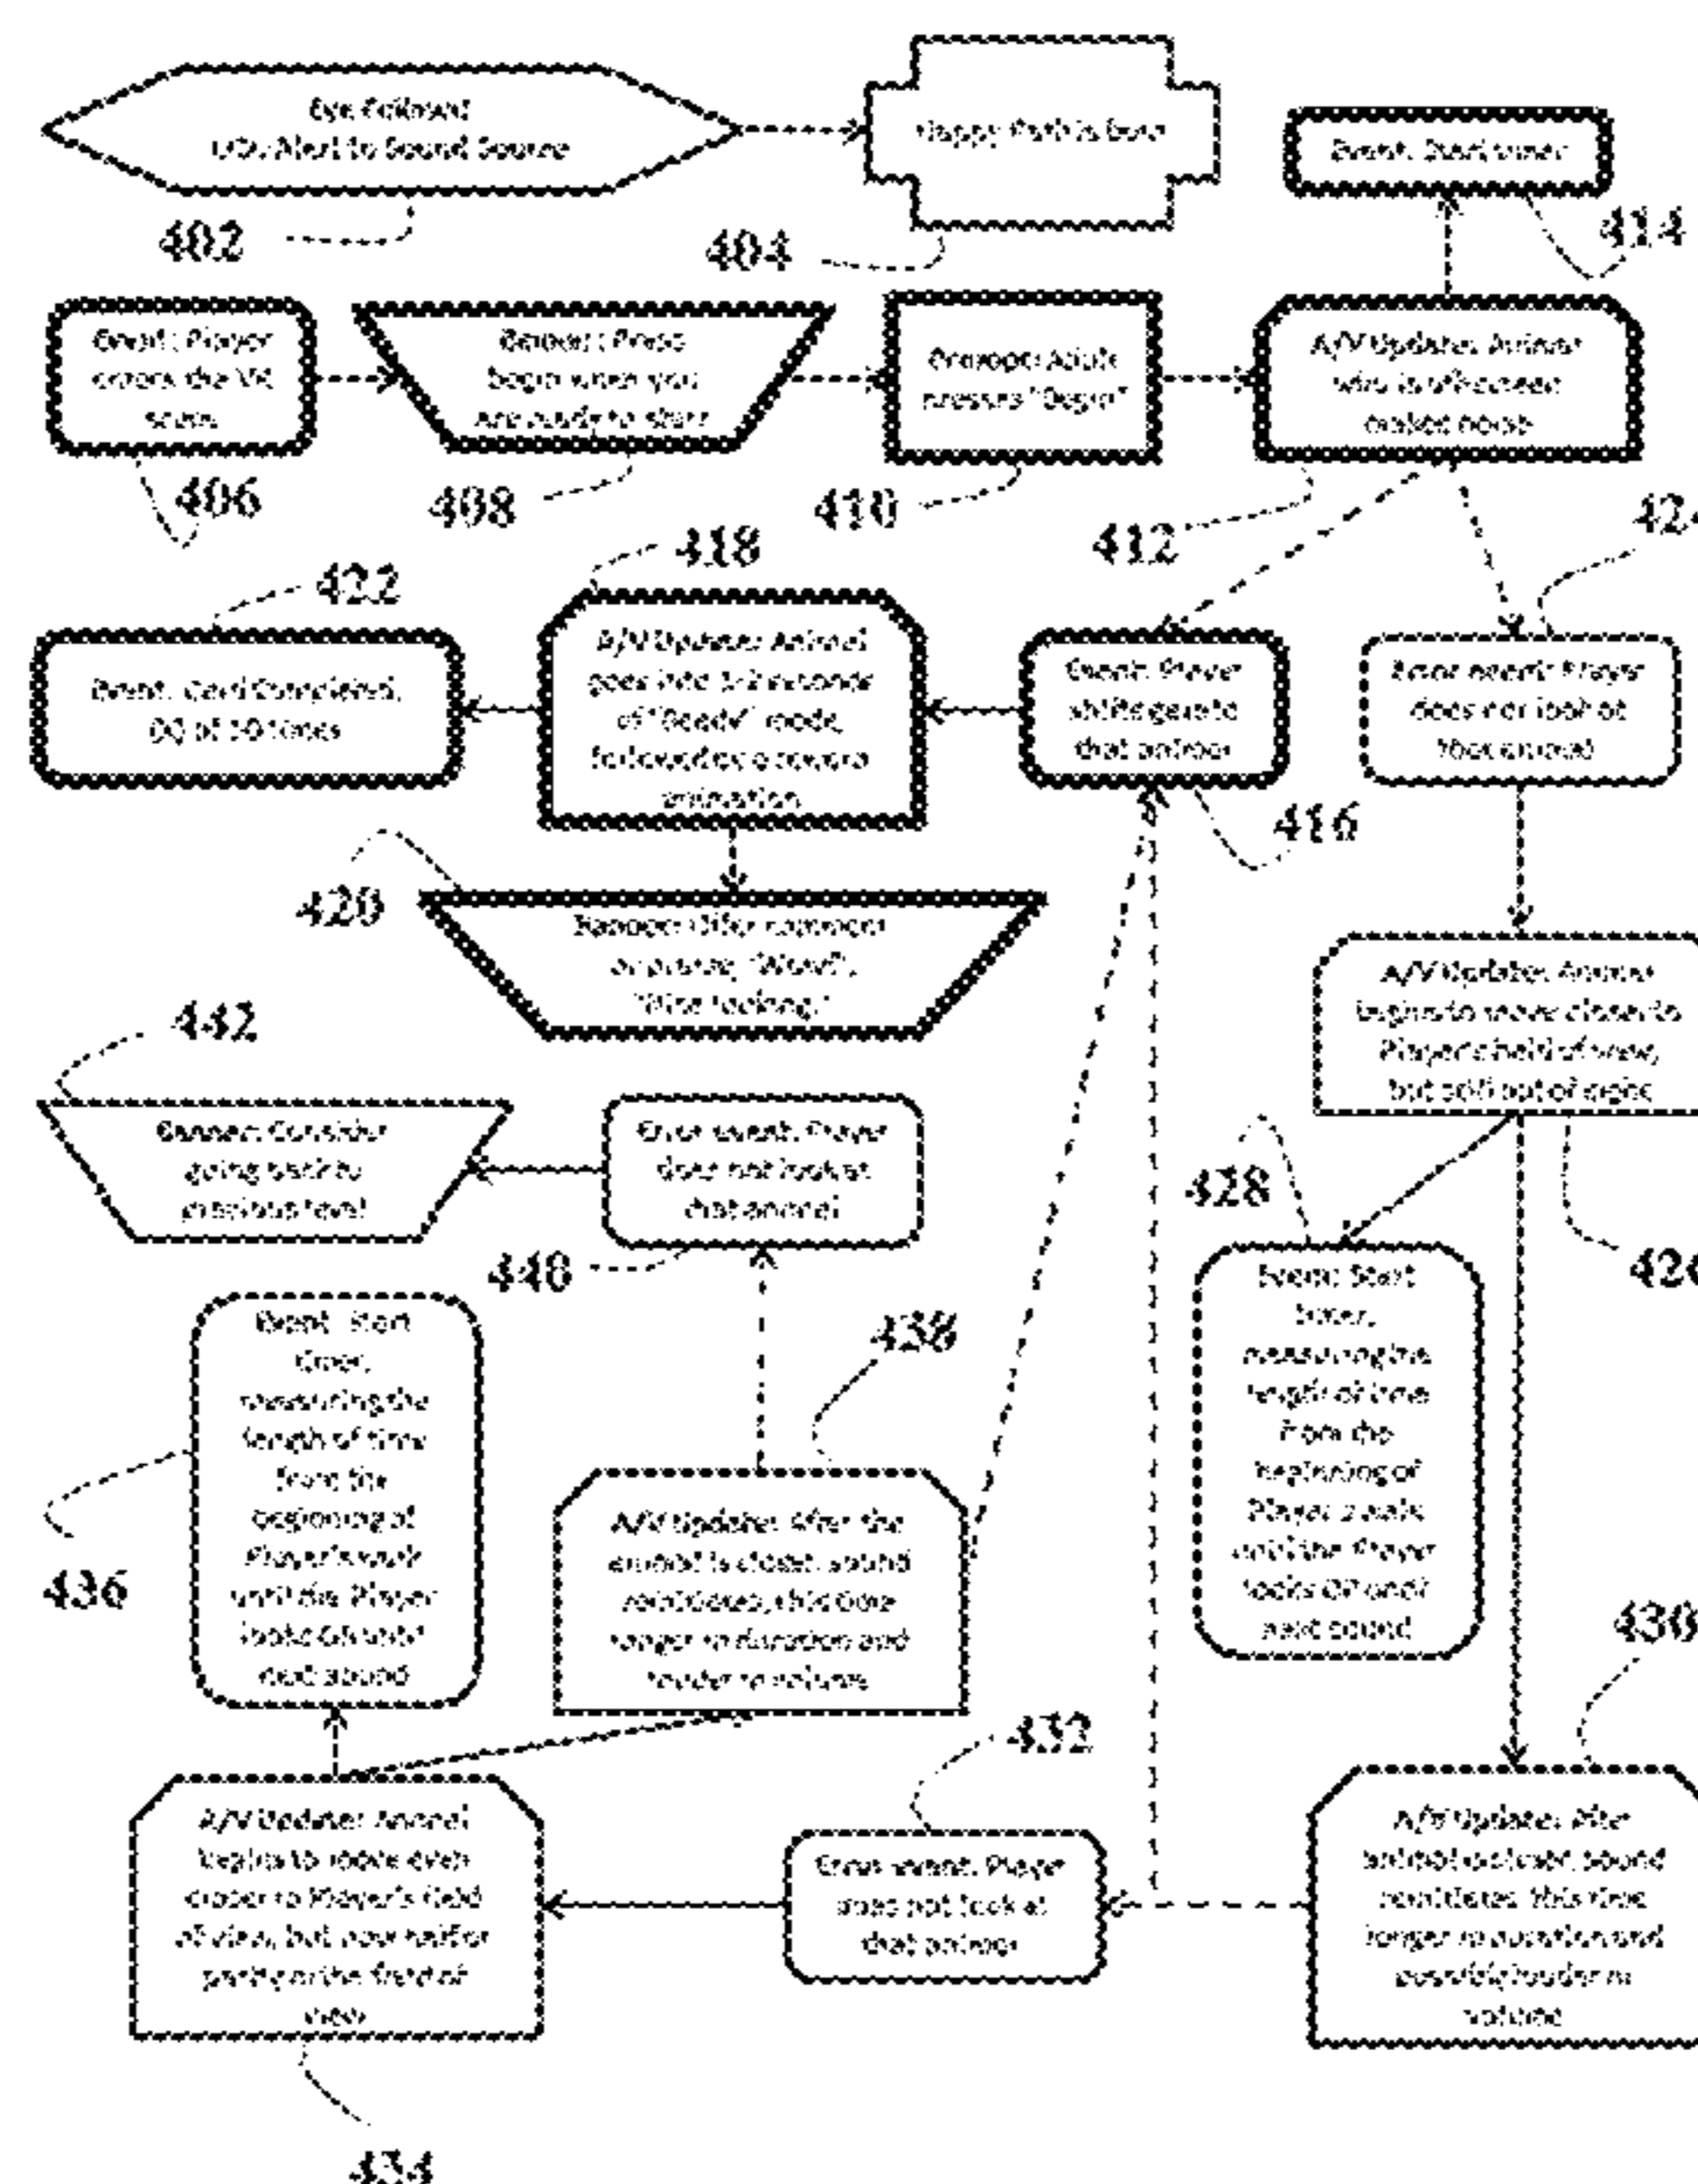 Alert to Sound Source
Happy Path is Bold
Event: Start timer
402
404
414
Event: Player
enters the VR
scene
Banner: Press
begin when you
are ready to start
Prompt: Adult
presses "Begin"
A/V Update: Animal
who is offscreen
makes noise
406
408
410
412
418
422
A/V Update: Animal
goes into 1-2 seconds
of "Ready" mode,
followed by a reward
animation
Event: Player
shifts gaze to
that animal
Error event: Player
does not look at
that animal
Event: Card Completed,
of 10 times
416
420
Banner: Offer comment
or praise, "Wow!",
"Nice looking."
A/V Update: Animal
begins to move closer to
Player's field of view,
but still out of sight
442
Banner: Consider
going back to
previous level
Error event: Player
does not look at
that animal
428
440
Event: Start
timer,
measuring the
length of time
from the
beginning of
Player's walk
until the Player
looks OR until
next sound
438
Event: Start
timer,
measuring the
length of time
from the
beginning of
Player's walk
until the Player
looks OR until
next sound
436
A/V Update: After the
animal is closer, sound
reinitiates, this time
longer in duration and
louder in volume
430
432
A/V Update: Animal
begins to move even
closer to Player's field
of view, but now half or
partly in the field of
view
Error event: Player
does not look at
that animal
A/V Update: After
animal is closer, sound
reinitiates, this time
longer in duration and
possibly louder in
volume
434